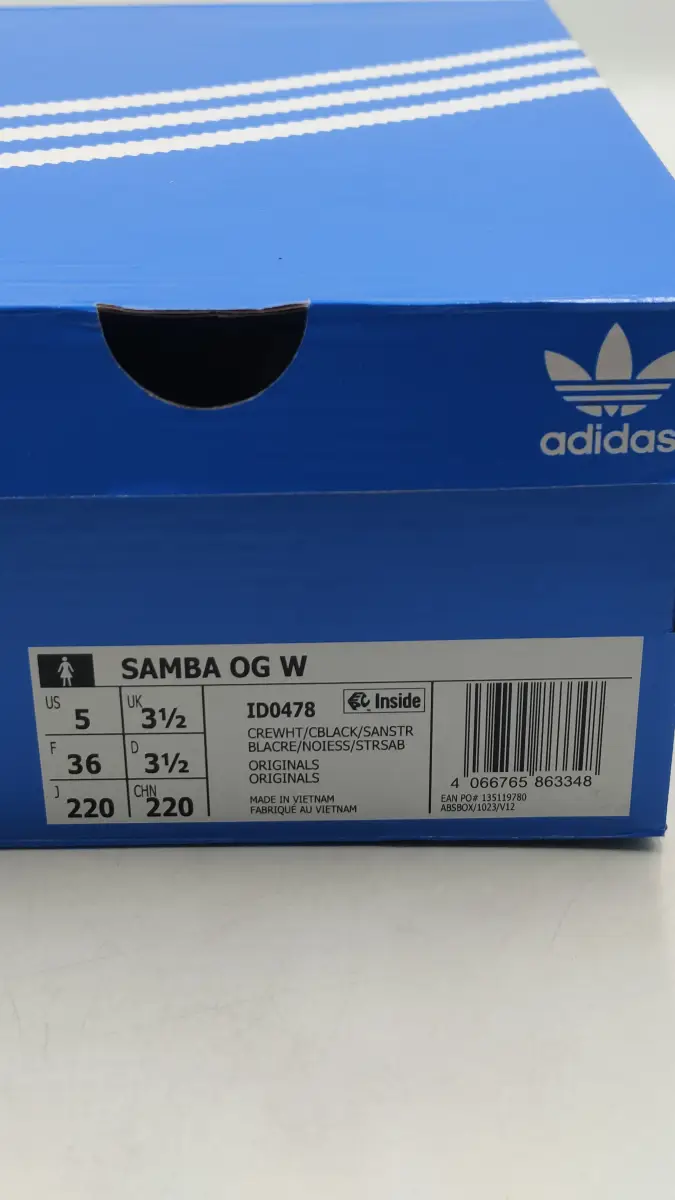 adidas
SAMBA OG W
US 5 UK 3½
F 36 D 3½
J 220 CHN 220
ID0478 Inside
CREWHT/CBLACK/SANSTR
BLACRE/NOIESS/STRSAB
ORIGINALS
ORIGINALS
MADE IN VIETNAM
FABRIQUÉ AU VIETNAM
4 066765 863348
EAN PO# 135119780
ABSBOX/1023/V12